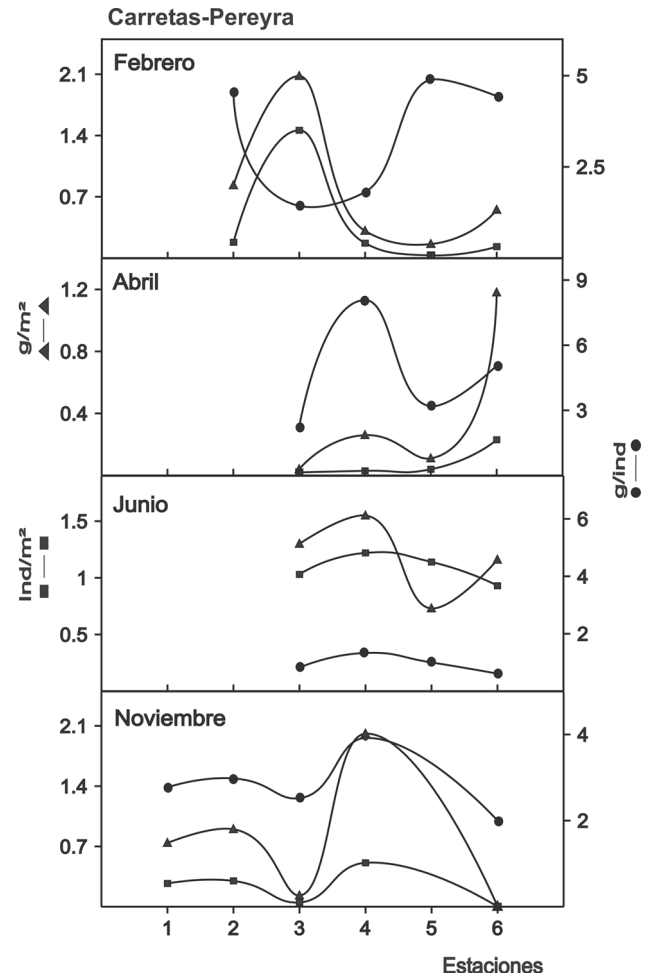 Carretas-Pereyra
Febrero
2.1
1.4
0.7
5
2.5
Abril
1.2
0.8
0.4
9
6
3
g/m²
g/ind
Junio
1.5
1
0.5
6
4
2
Ind/m²
Noviembre
2.1
1.4
0.7
4
2
1 2 3 4 5 6
Estaciones